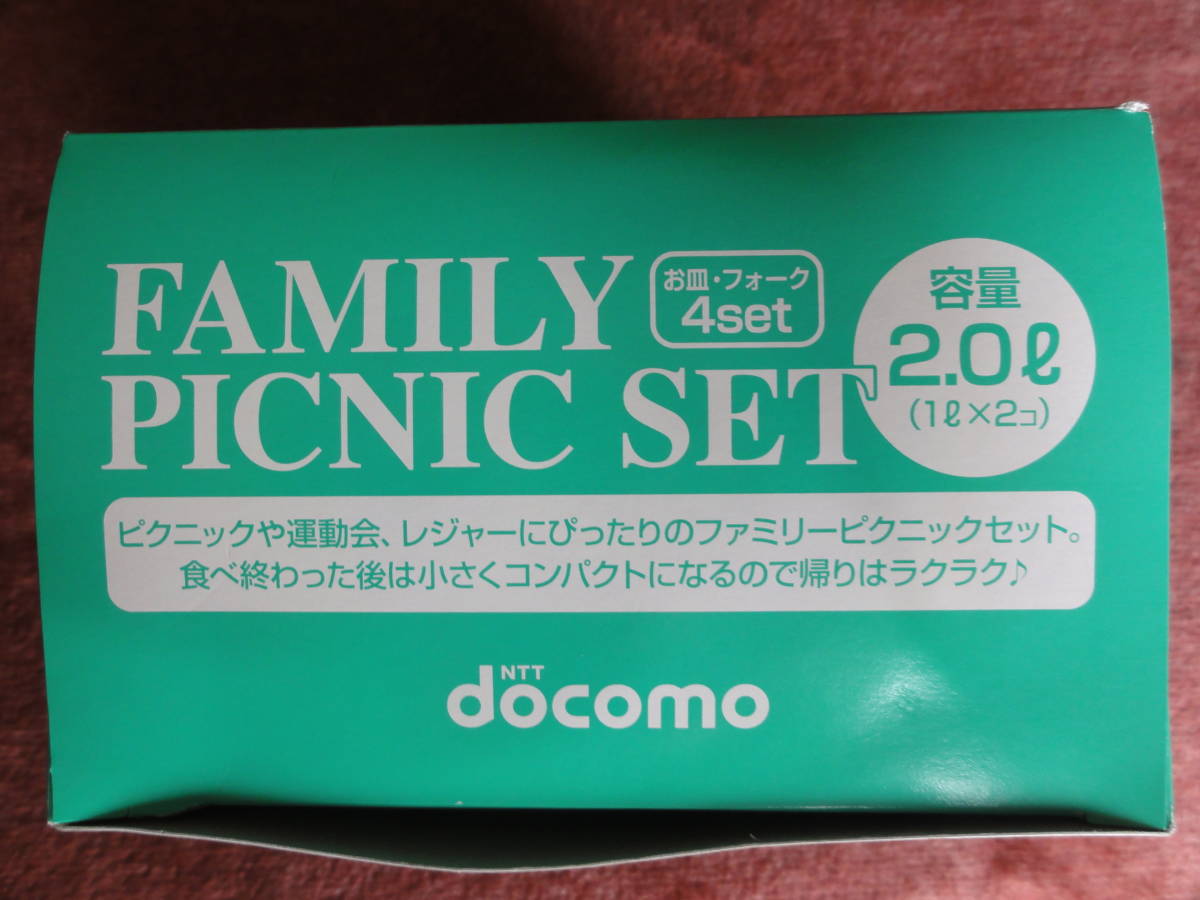 FAMILY
お皿・フォーク
4set
PICNIC SET
容量
2.0ℓ
(1ℓ×2コ)
ピクニックや運動会、レジャーにぴったりのファミリーピクニックセット。
食べ終わった後は小さくコンパクトになるので帰りはラクラク♪
NTT
docomo